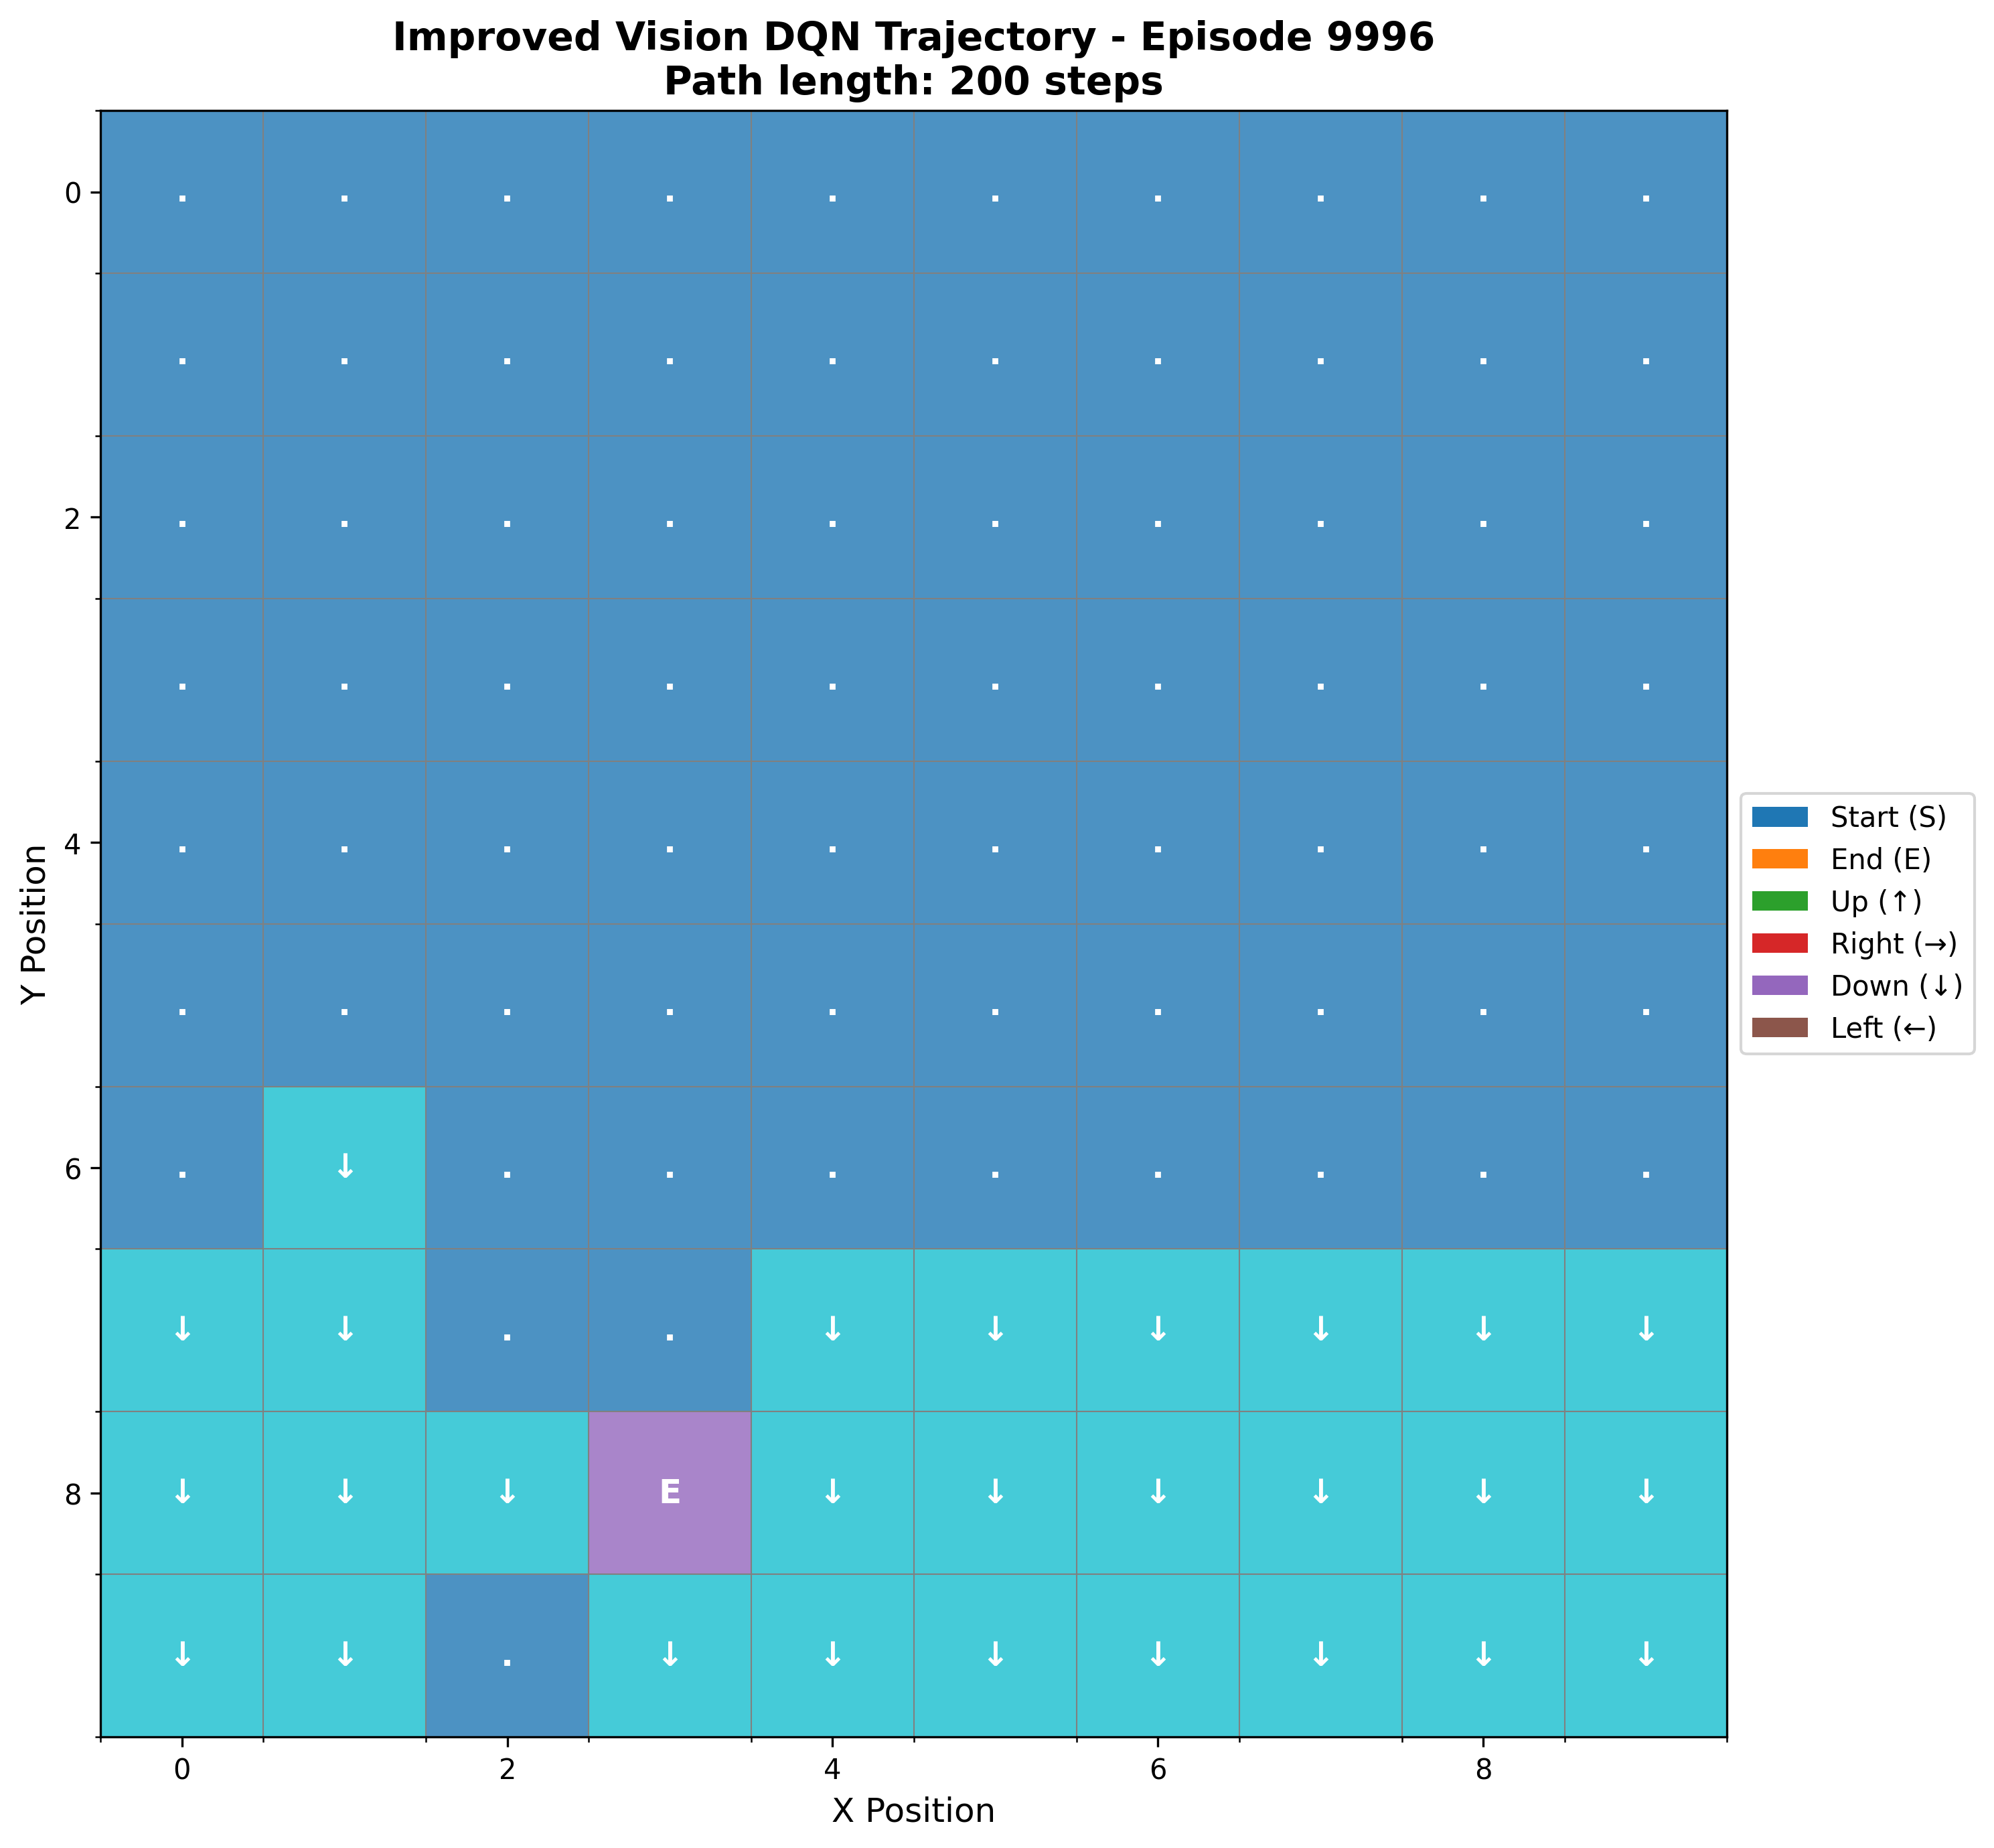 Improved Vision DQN Trajectory - Episode 9996
Path length: 200 steps
0 . . . . . . . . . .
. . . . . . . . . .
2 . . . . . . . . . .
. . . . . . . . . .
4 . . . . . . . . . .
. . . . . . . . . .
6 . ↓ . . . . . . . .
↓ ↓ . . ↓ ↓ ↓ ↓ ↓ ↓
8 ↓ ↓ ↓ E ↓ ↓ ↓ ↓ ↓ ↓
↓ ↓ . ↓ ↓ ↓ ↓ ↓ ↓ ↓
0 2 4 6 8
X Position
Y Position
Start (S)
End (E)
Up (↑)
Right (→)
Down (↓)
Left (←)